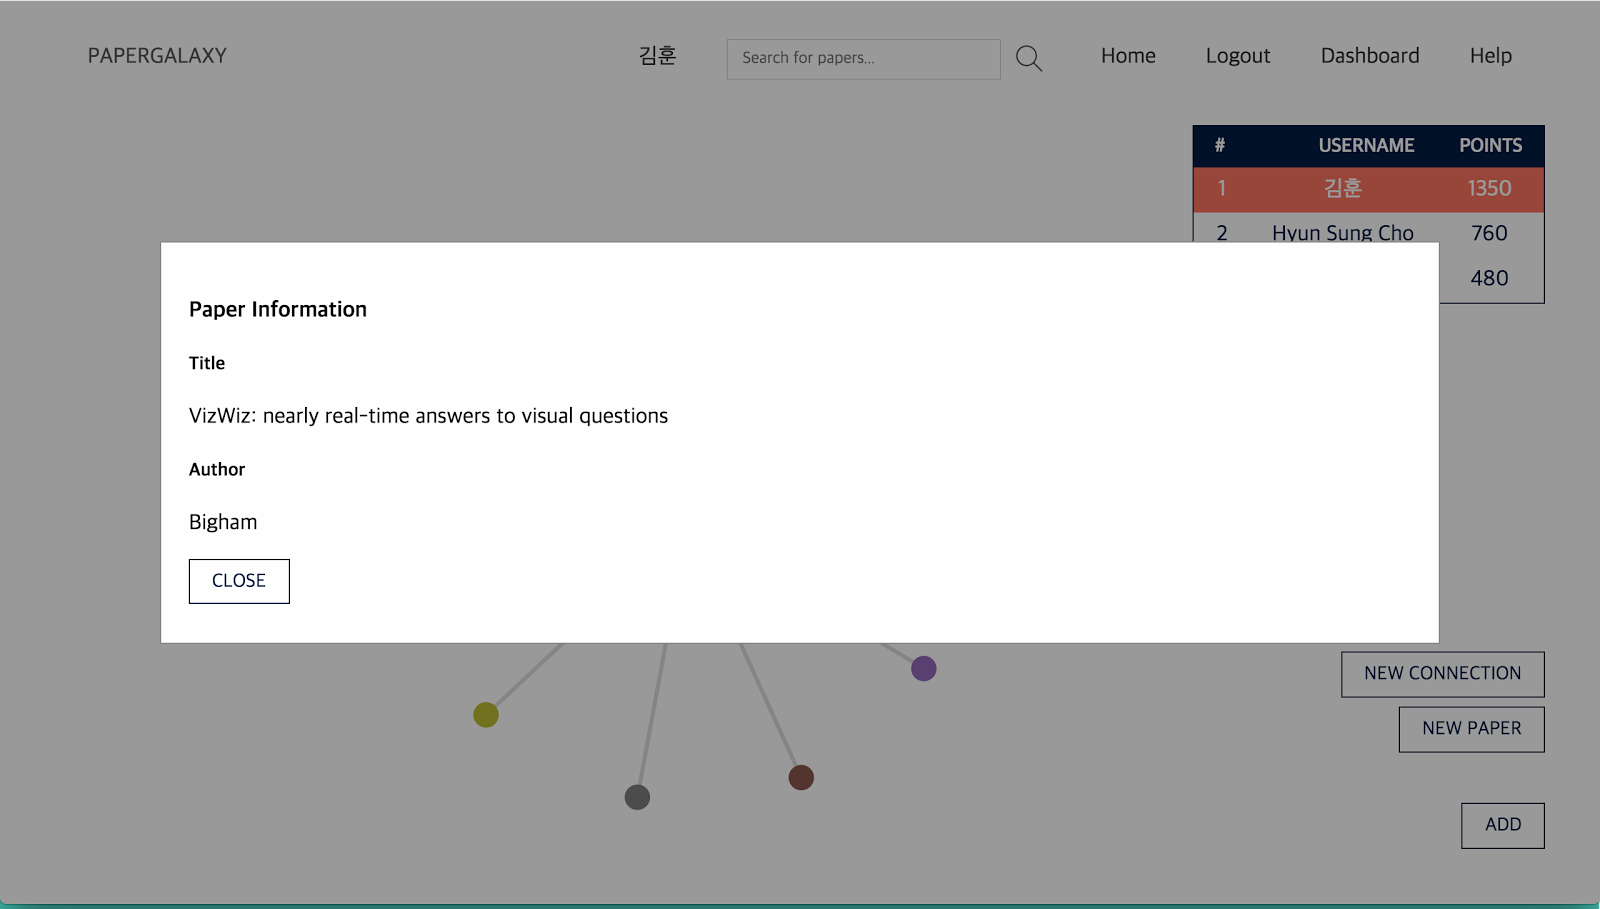 PAPERGALAXY
김훈
Search for papers...
Home
Logout
Dashboard
Help
# USERNAME POINTS
1 김훈 1350
2 Hyun Sung Cho 760
480
Paper Information
Title
VizWiz: nearly real-time answers to visual questions
Author
Bigham
CLOSE
NEW CONNECTION
NEW PAPER
ADD